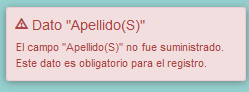 Dato "Apellido(S)"
El campo "Apellido(S)" no fue suministrado.
Este dato es obligatorio para el registro.